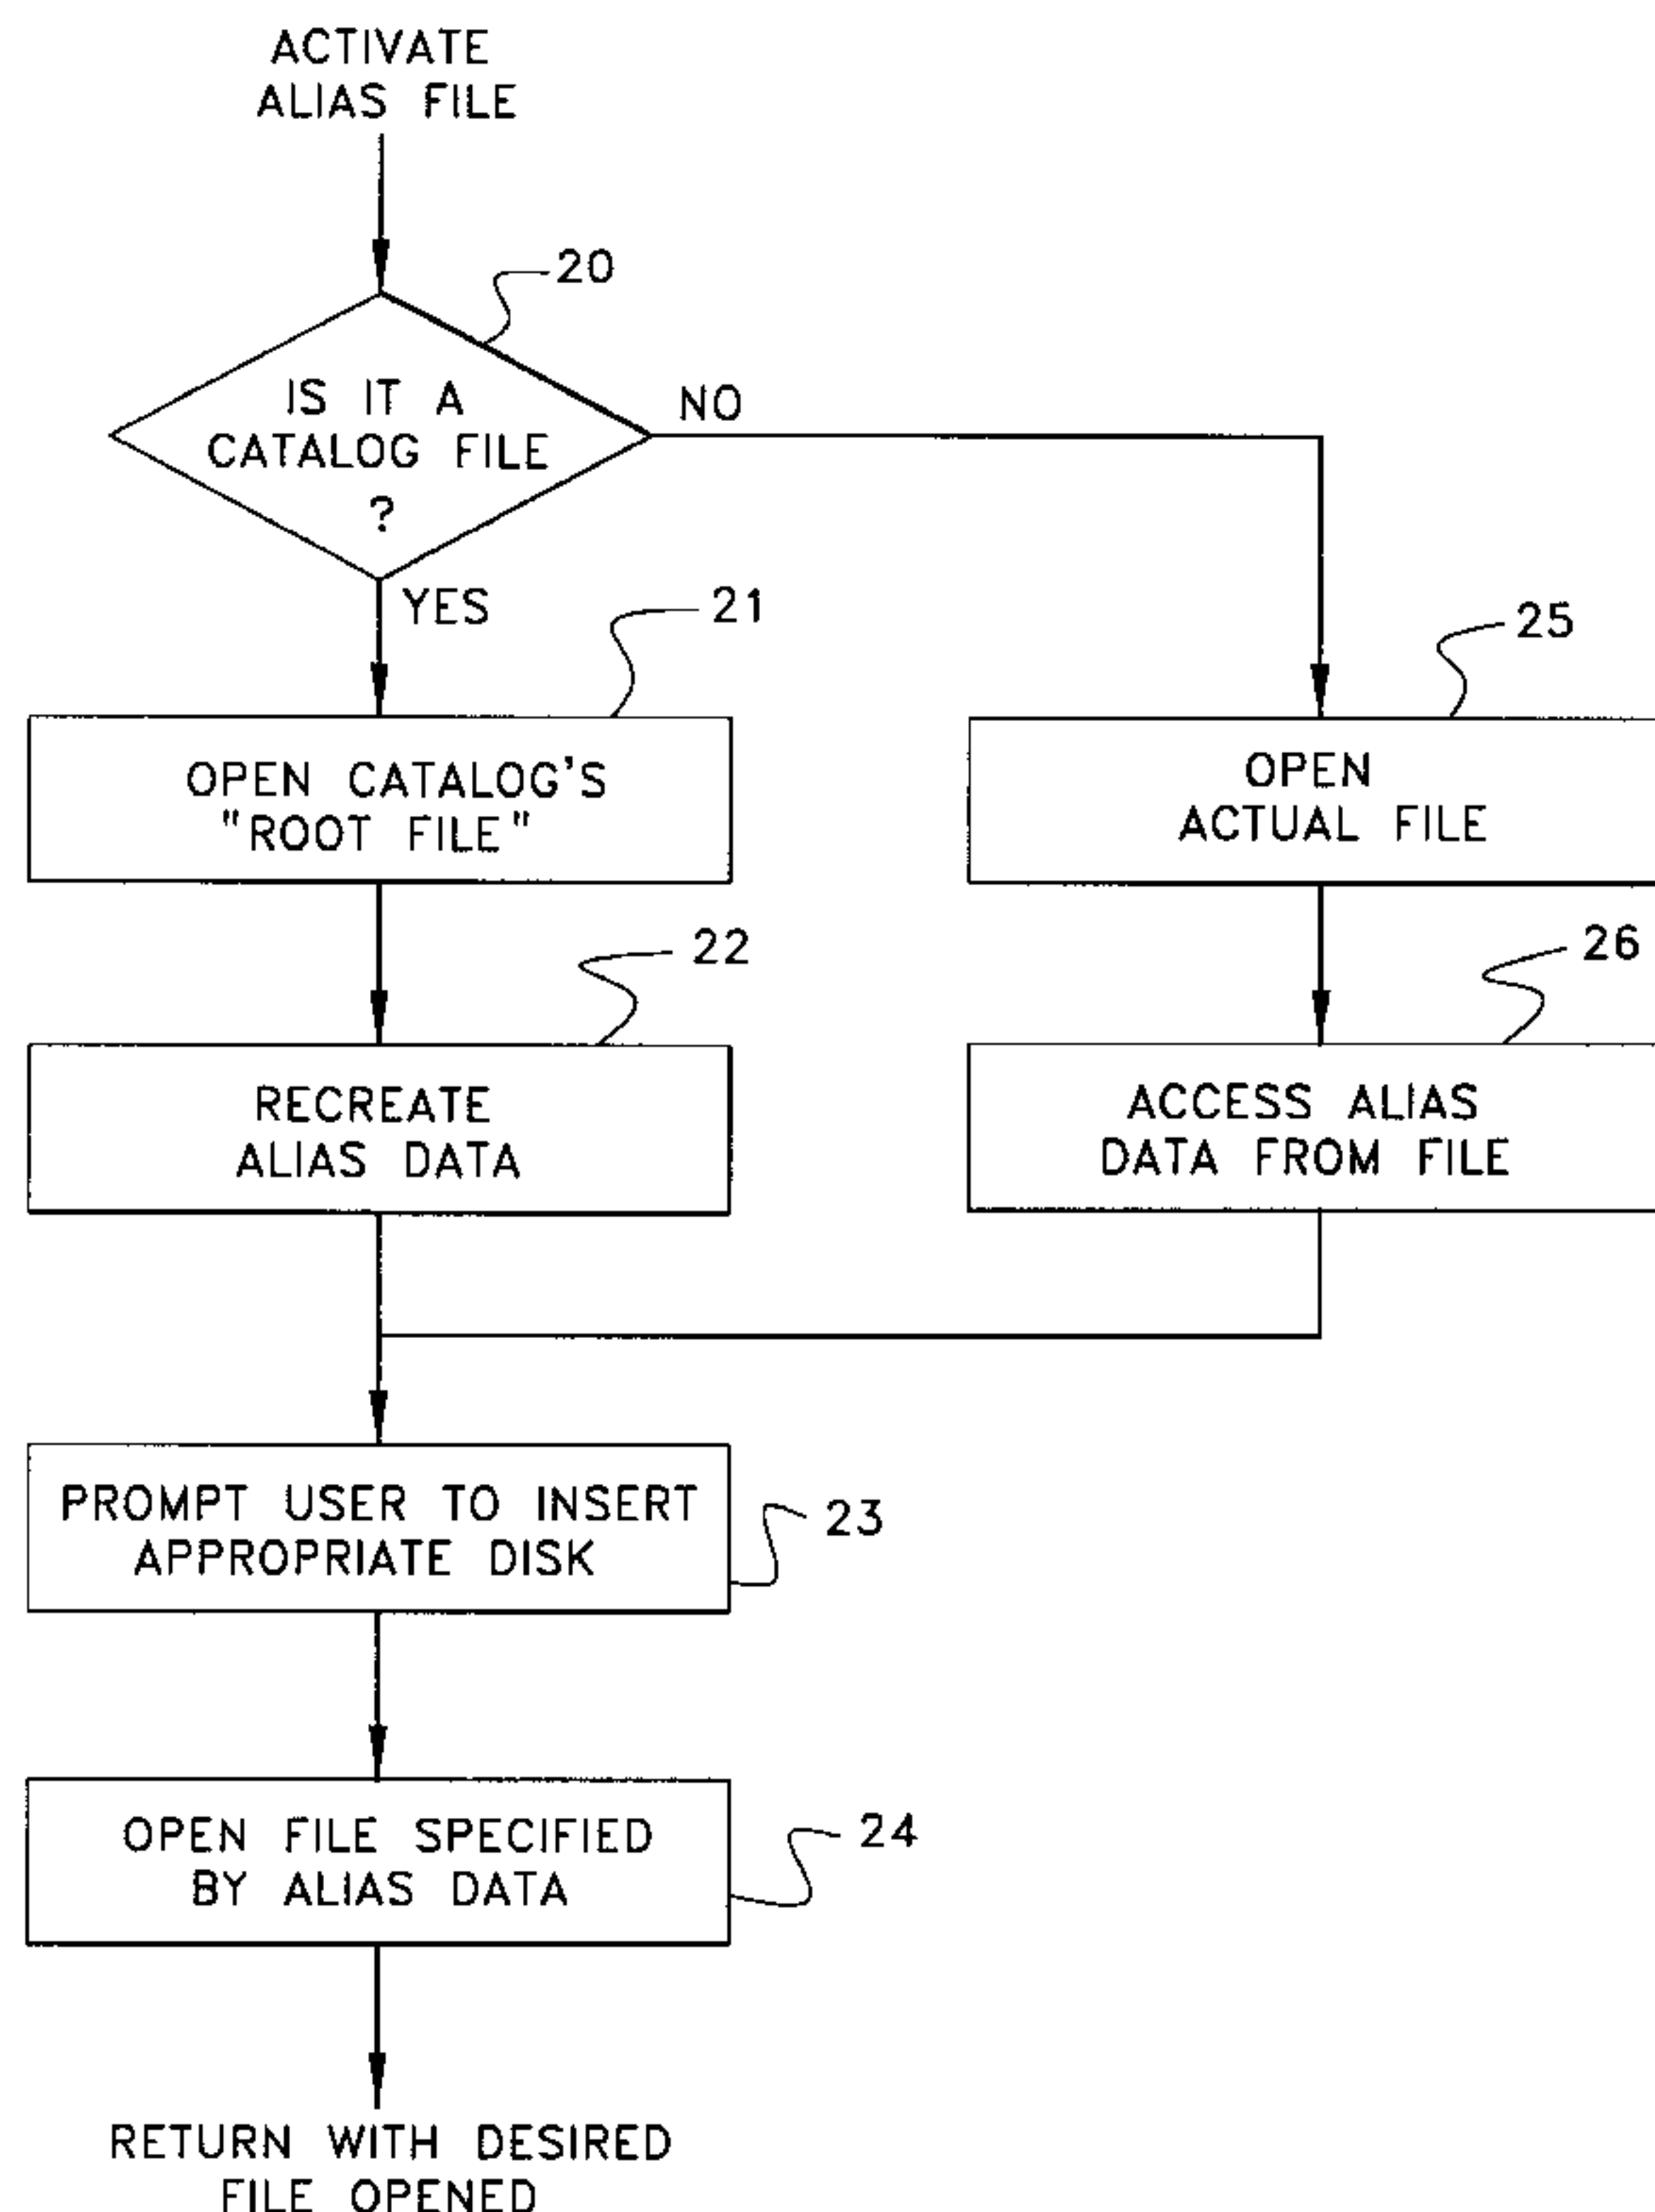 ACTIVATE
ALIAS FILE
20
IS IT A
CATALOG FILE
?
NO
YES
21
OPEN CATALOG'S
"ROOT FILE"
25
OPEN
ACTUAL FILE
22
RECREATE
ALIAS DATA
26
ACCESS ALIAS
DATA FROM FILE
PROMPT USER TO INSERT
APPROPRIATE DISK
23
OPEN FILE SPECIFIED
BY ALIAS DATA
24
RETURN WITH DESIRED
FILE OPENED